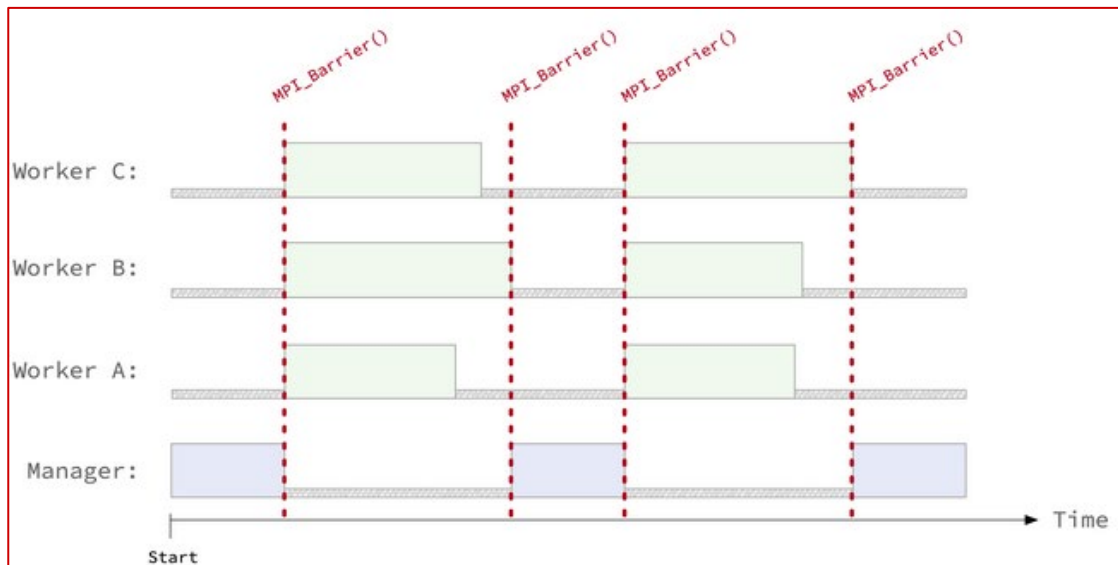 MPI_Barrier()
MPI_Barrier()
MPI_Barrier()
MPI_Barrier()
Worker C:
Worker B:
Worker A:
Manager:
Time
Start